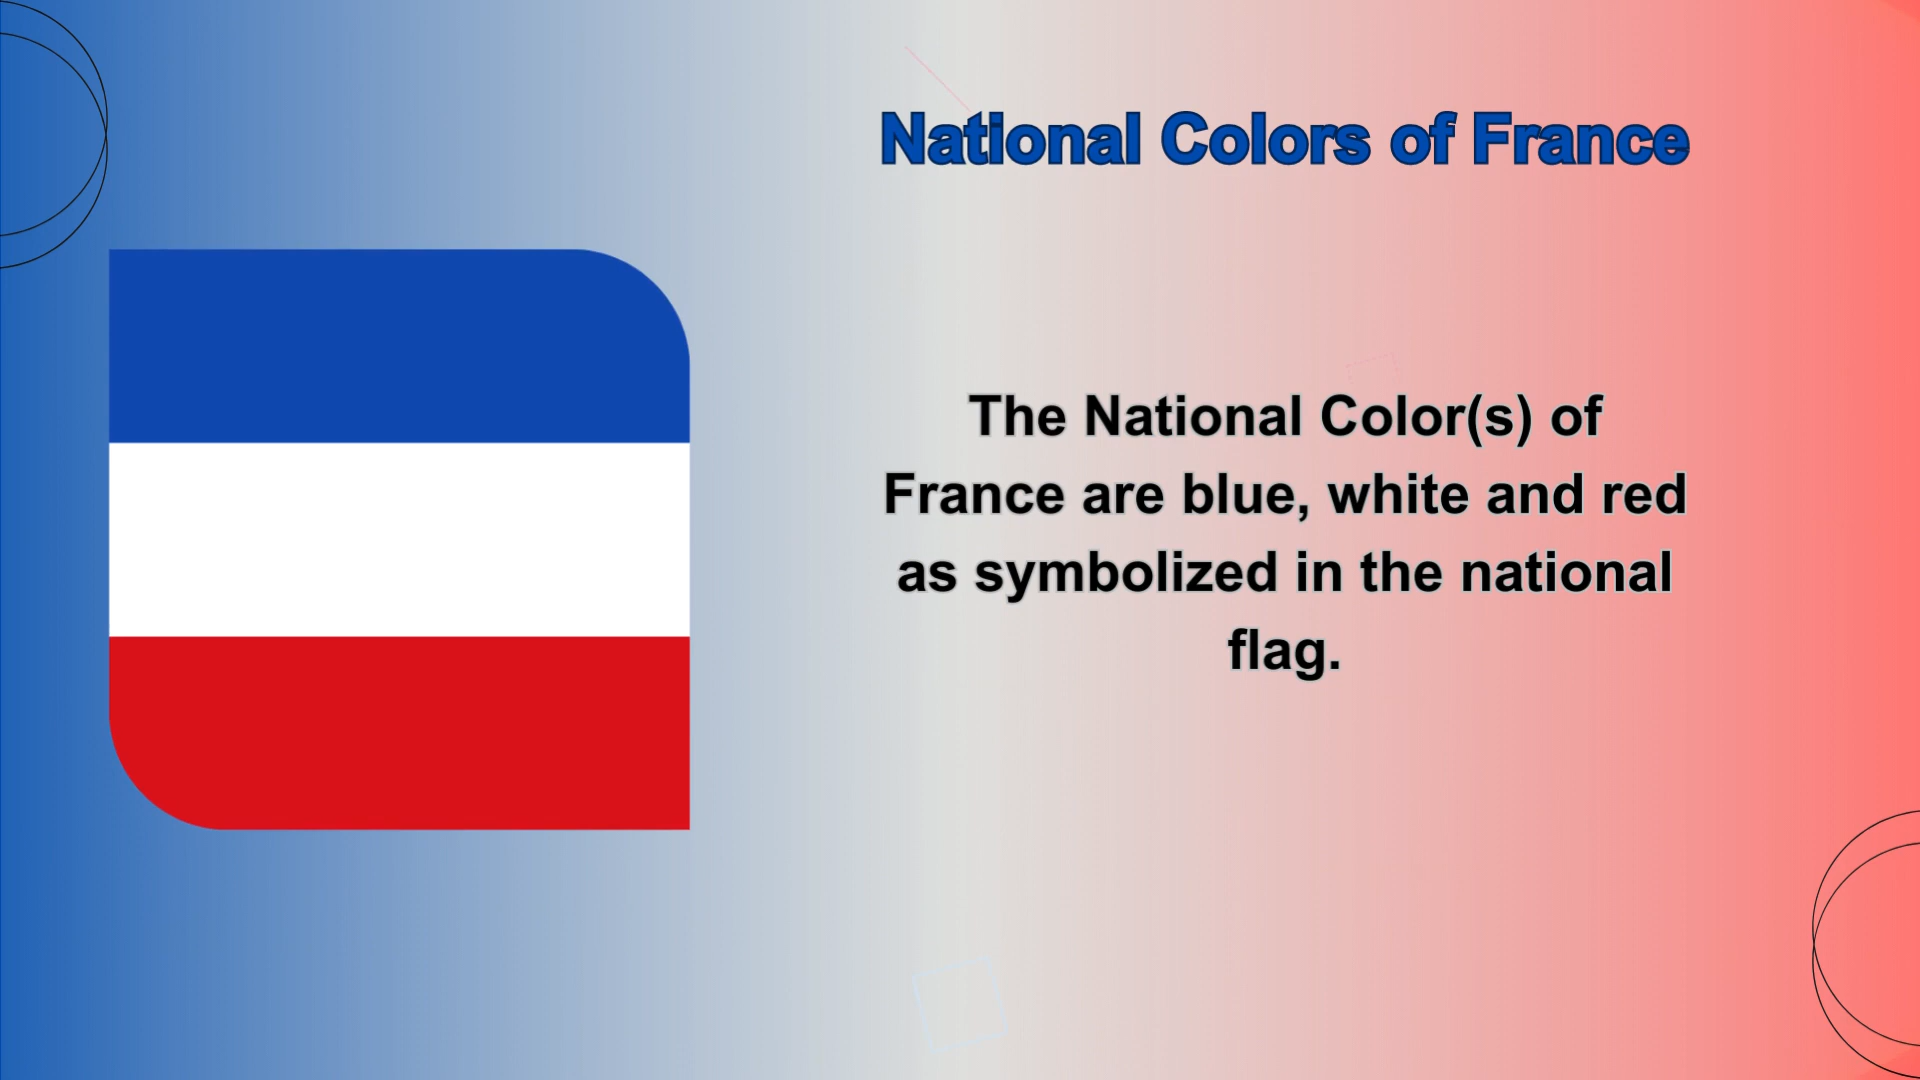 National Colors of France
The National Color(s) of
France are blue, white and red
as symbolized in the national
flag.